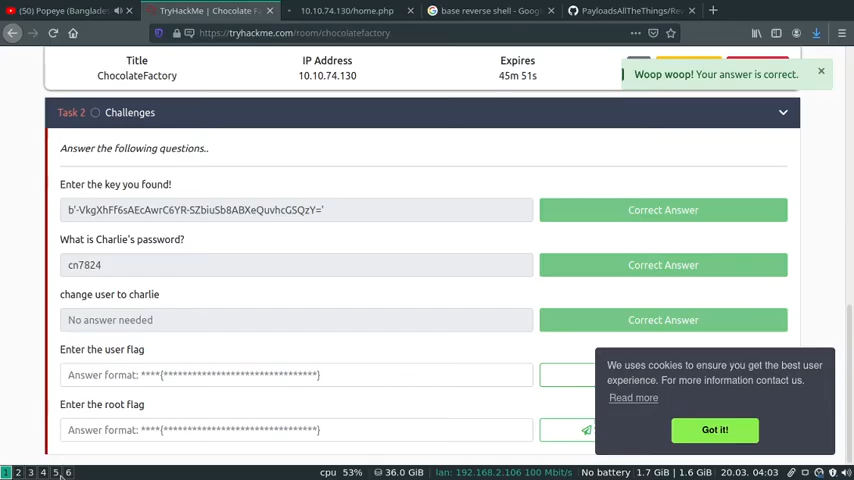 (50) Popeye (Banglades
TryHackMe | Chocolate Fa
10.10.74.130/home.php
base reverse shell - Goog
PayloadsAllTheThings/Re
https://tryhackme.com/room/chocolatefactory
Title
IP Address
Expires
ChocolateFactory
10.10.74.130
45m 51s
Woop woop! Your answer is correct.
Task 2
Challenges
Answer the following questions..
Enter the key you found!
b'-VkgXhFf6sAEcAwrC6YR-SZbiuSb8ABXeQuvhcGSQzY='
Correct Answer
What is Charlie's password?
cn7824
Correct Answer
change user to charlie
No answer needed
Correct Answer
Enter the user flag
Answer format: ****{********************************}
Enter the root flag
Answer format: ****{********************************}
We uses cookies to ensure you get the best user
experience. For more information contact us.
Read more
Got it!
1 2 3 4 5 6
cpu 53%
36.0 GiB
lan: 192.168.2.106 100 Mbit/s
No battery
1.7 GiB | 1.6 GiB
20.03. 04:03